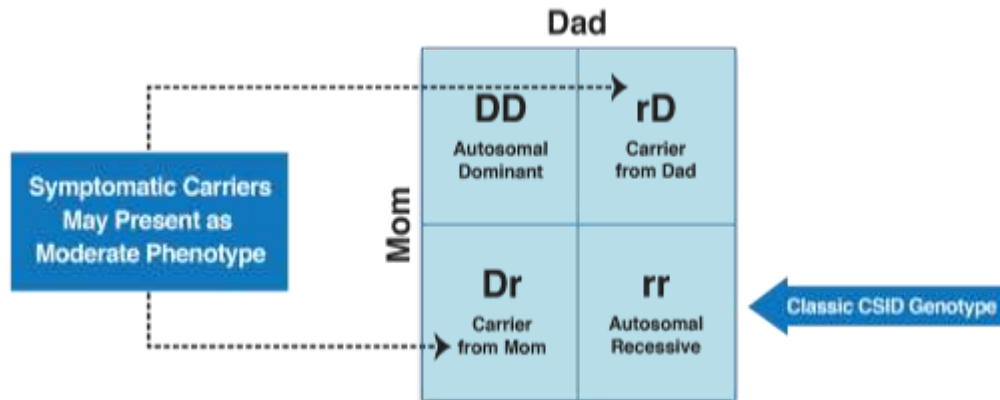 Dad
Mom
DD
Autosomal
Dominant
rD
Carrier
from Dad
Symptomatic Carriers
May Present as
Moderate Phenotype
Dr
Carrier
from Mom
rr
Autosomal
Recessive
Classic CSID Genotype